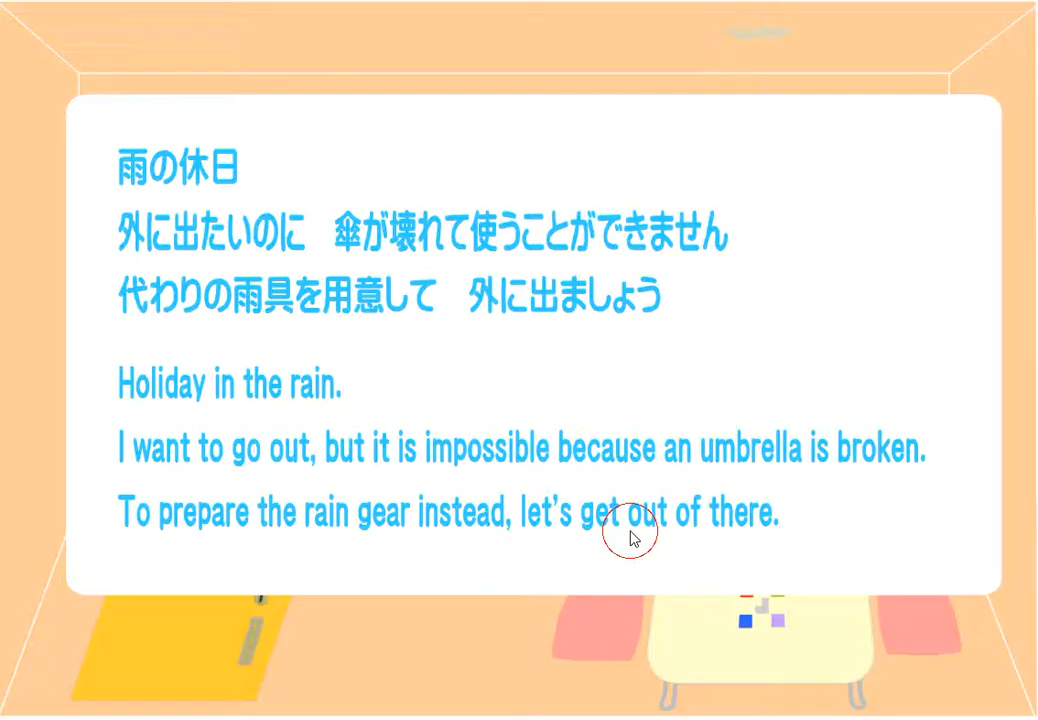 雨の休日
外に出たいのに　傘が壊れて使うことができません
代わりの雨具を用意して　外に出ましょう
Holiday in the rain.
I want to go out, but it is impossible because an umbrella is broken.
To prepare the rain gear instead, let's get out of there.